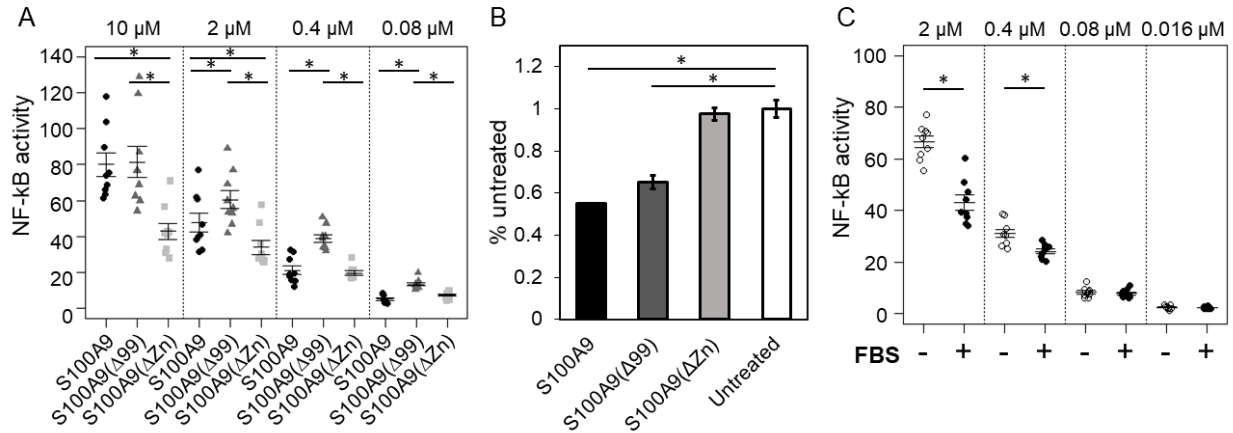 A
10 µM 2 µM 0.4 µM 0.08 µM
NF-kB activity
140
120
100
80
60
40
20
0
* * * * * * * * * *
S100A9
S100A9(Δ99)
S100A9(ΔZn)
S100A9
S100A9(Δ99)
S100A9(ΔZn)
S100A9
S100A9(Δ99)
S100A9(ΔZn)
S100A9
S100A9(Δ99)
S100A9(ΔZn)
B
% untreated
1.2
1
0.8
0.6
0.4
0.2
0
*
*
S100A9
S100A9(Δ99)
S100A9(ΔZn)
Untreated
C
2 µM 0.4 µM 0.08 µM 0.016 µM
NF-kB activity
100
80
60
40
20
0
* *
FBS - + - + - + - +